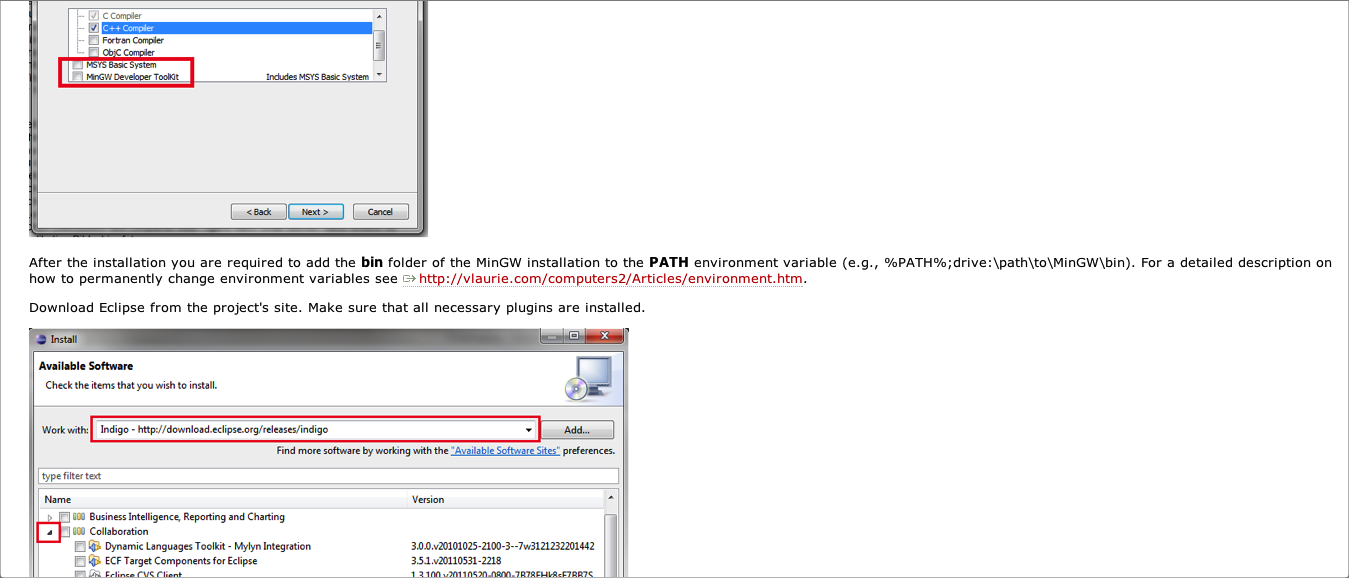 C Compiler
C++ Compiler
Fortran Compiler
ObjC Compiler
MSYS Basic System
MinGW Developer ToolKit Includes MSYS Basic System
< Back Next > Cancel
After the installation you are required to add the bin folder of the MinGW installation to the PATH environment variable (e.g., %PATH%;drive:\path\to\MinGW\bin). For a detailed description on
how to permanently change environment variables see http://vlaurie.com/computers2/Articles/environment.htm.
Download Eclipse from the project's site. Make sure that all necessary plugins are installed.
Install
Available Software
Check the items that you wish to install.
Work with: Indigo - http://download.eclipse.org/releases/indigo Add...
Find more software by working with the "Available Software Sites" preferences.
type filter text
Name Version
Business Intelligence, Reporting and Charting
Collaboration
Dynamic Languages Toolkit - Mylyn Integration 3.0.0.v20101025-2100-3--7w3121232201442
ECF Target Components for Eclipse 3.5.1.v20110531-2218
Eclipse CVS Client